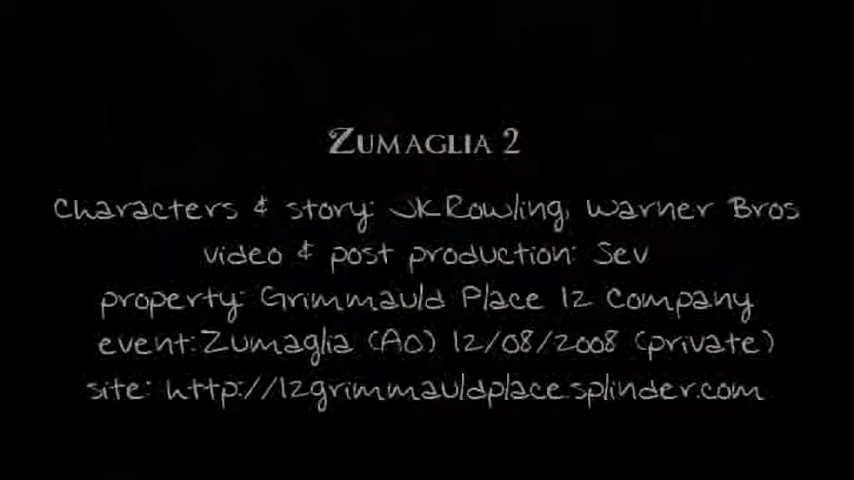 ZUMAGLIA 2
characters & story: JK Rowling, Warner Bros
video & post production: Sev
property: Grimmauld Place 12 Company
event: Zumaglia (AO) 12/08/2008 (private)
site: http://12grimmauldplace.splinder.com